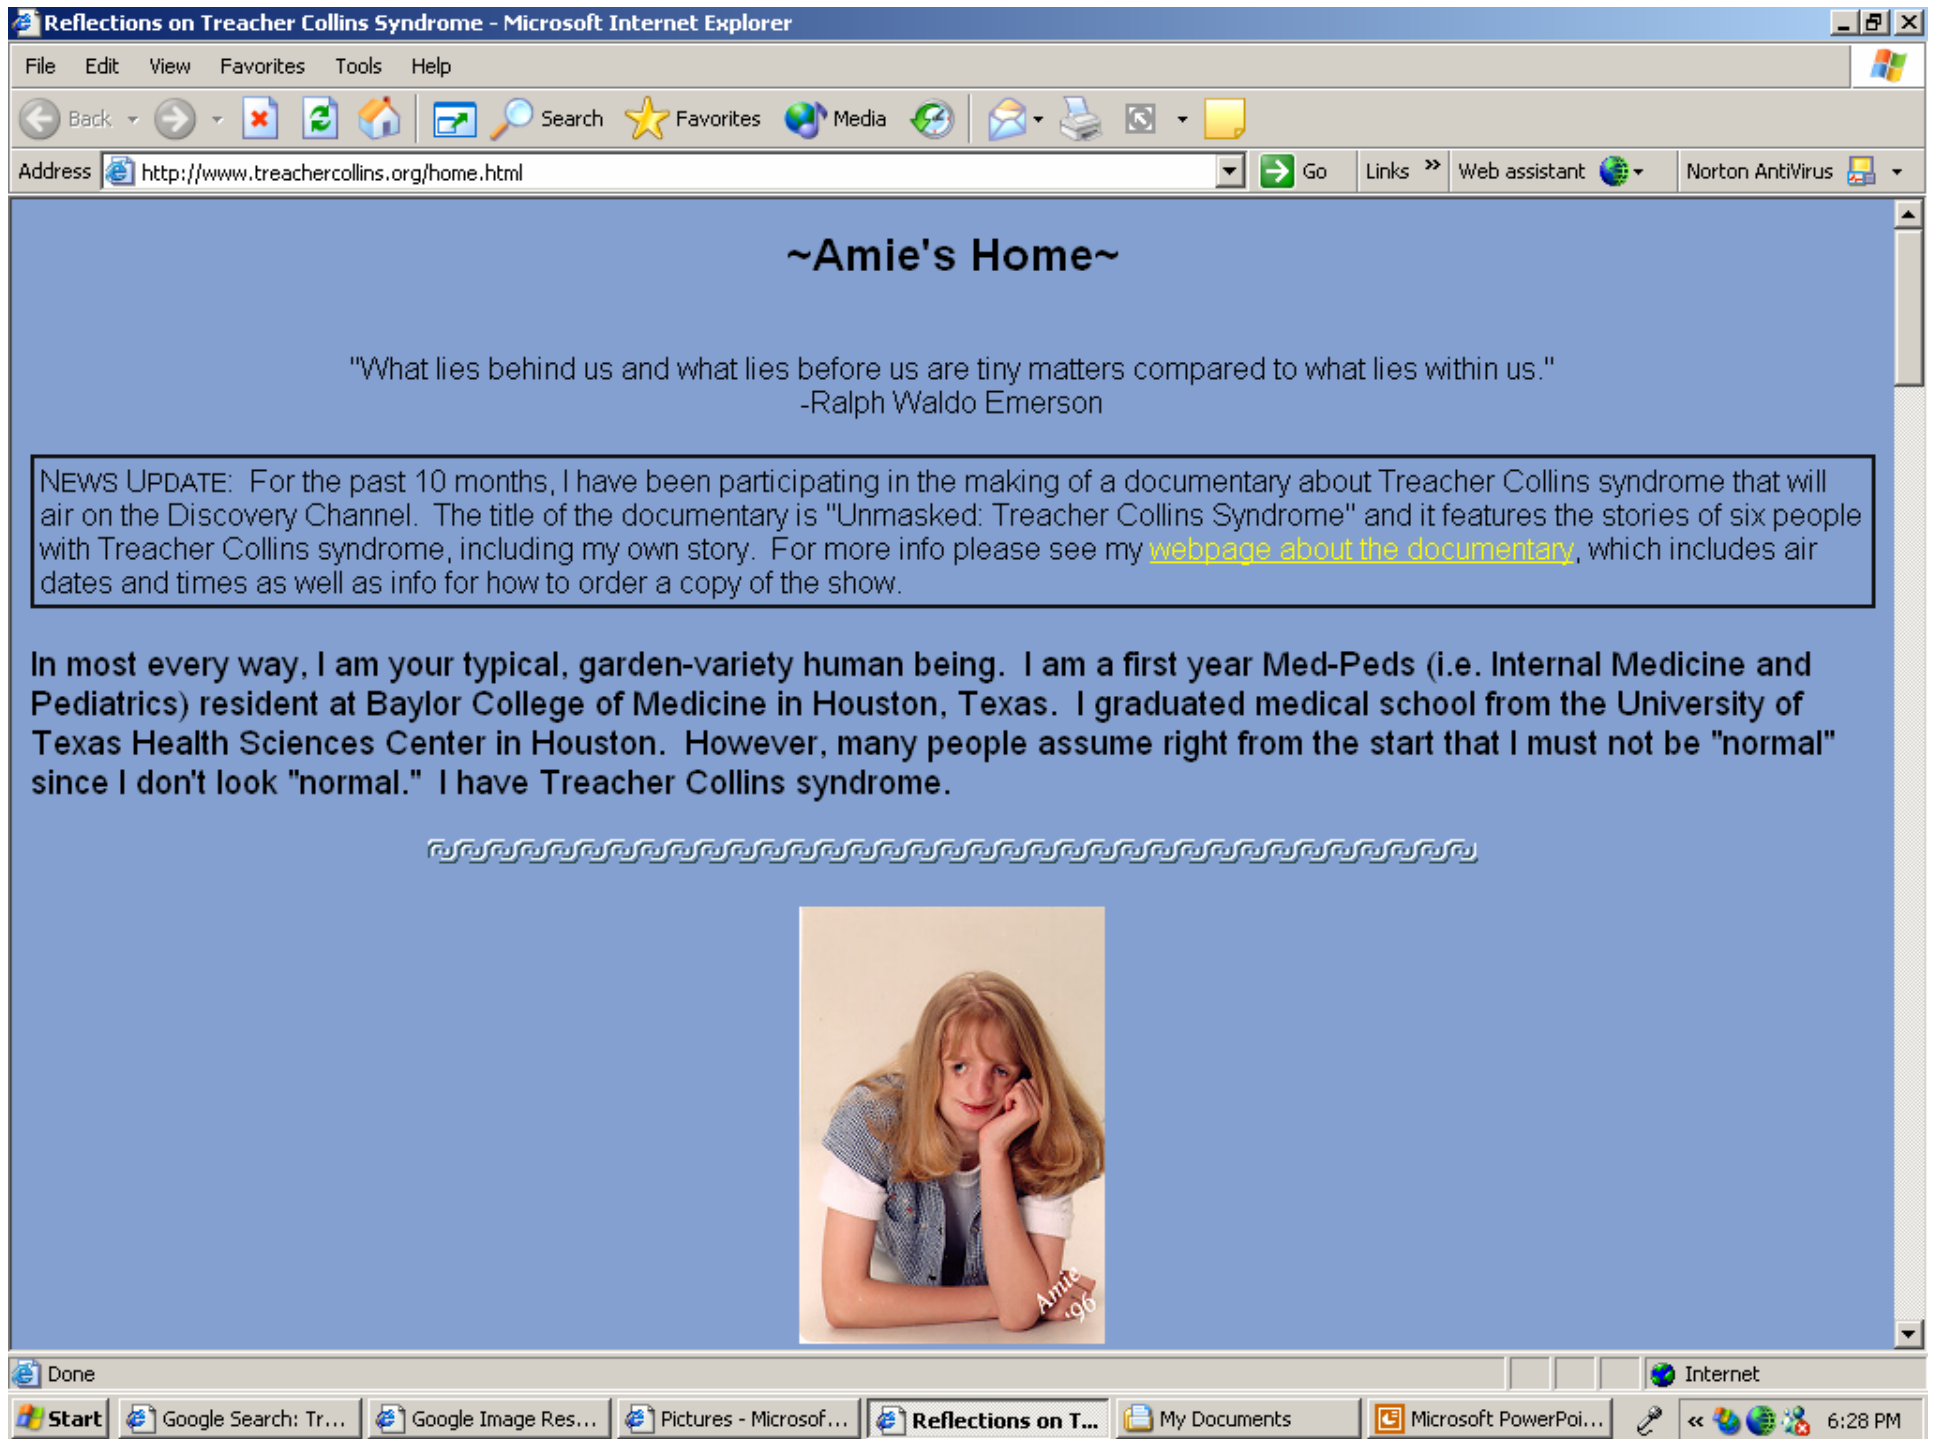 Reflections on Treacher Collins Syndrome - Microsoft Internet Explorer
File Edit View Favorites Tools Help
Back Search Favorites Media
Address http://www.treachercollins.org/home.html Go Links » Web assistant Norton AntiVirus
~Amie's Home~
"What lies behind us and what lies before us are tiny matters compared to what lies within us."
-Ralph Waldo Emerson
NEWS UPDATE: For the past 10 months, I have been participating in the making of a documentary about Treacher Collins syndrome that will
air on the Discovery Channel. The title of the documentary is "Unmasked: Treacher Collins Syndrome" and it features the stories of six people
with Treacher Collins syndrome, including my own story. For more info please see my webpage about the documentary, which includes air
dates and times as well as info for how to order a copy of the show.
In most every way, I am your typical, garden-variety human being. I am a first year Med-Peds (i.e. Internal Medicine and
Pediatrics) resident at Baylor College of Medicine in Houston, Texas. I graduated medical school from the University of
Texas Health Sciences Center in Houston. However, many people assume right from the start that I must not be "normal"
since I don't look "normal." I have Treacher Collins syndrome.
Amie
'96
Done Internet
Start Google Search: Tr... Google Image Res... Pictures - Microsof... Reflections on T... My Documents Microsoft PowerPoi... « 6:28 PM